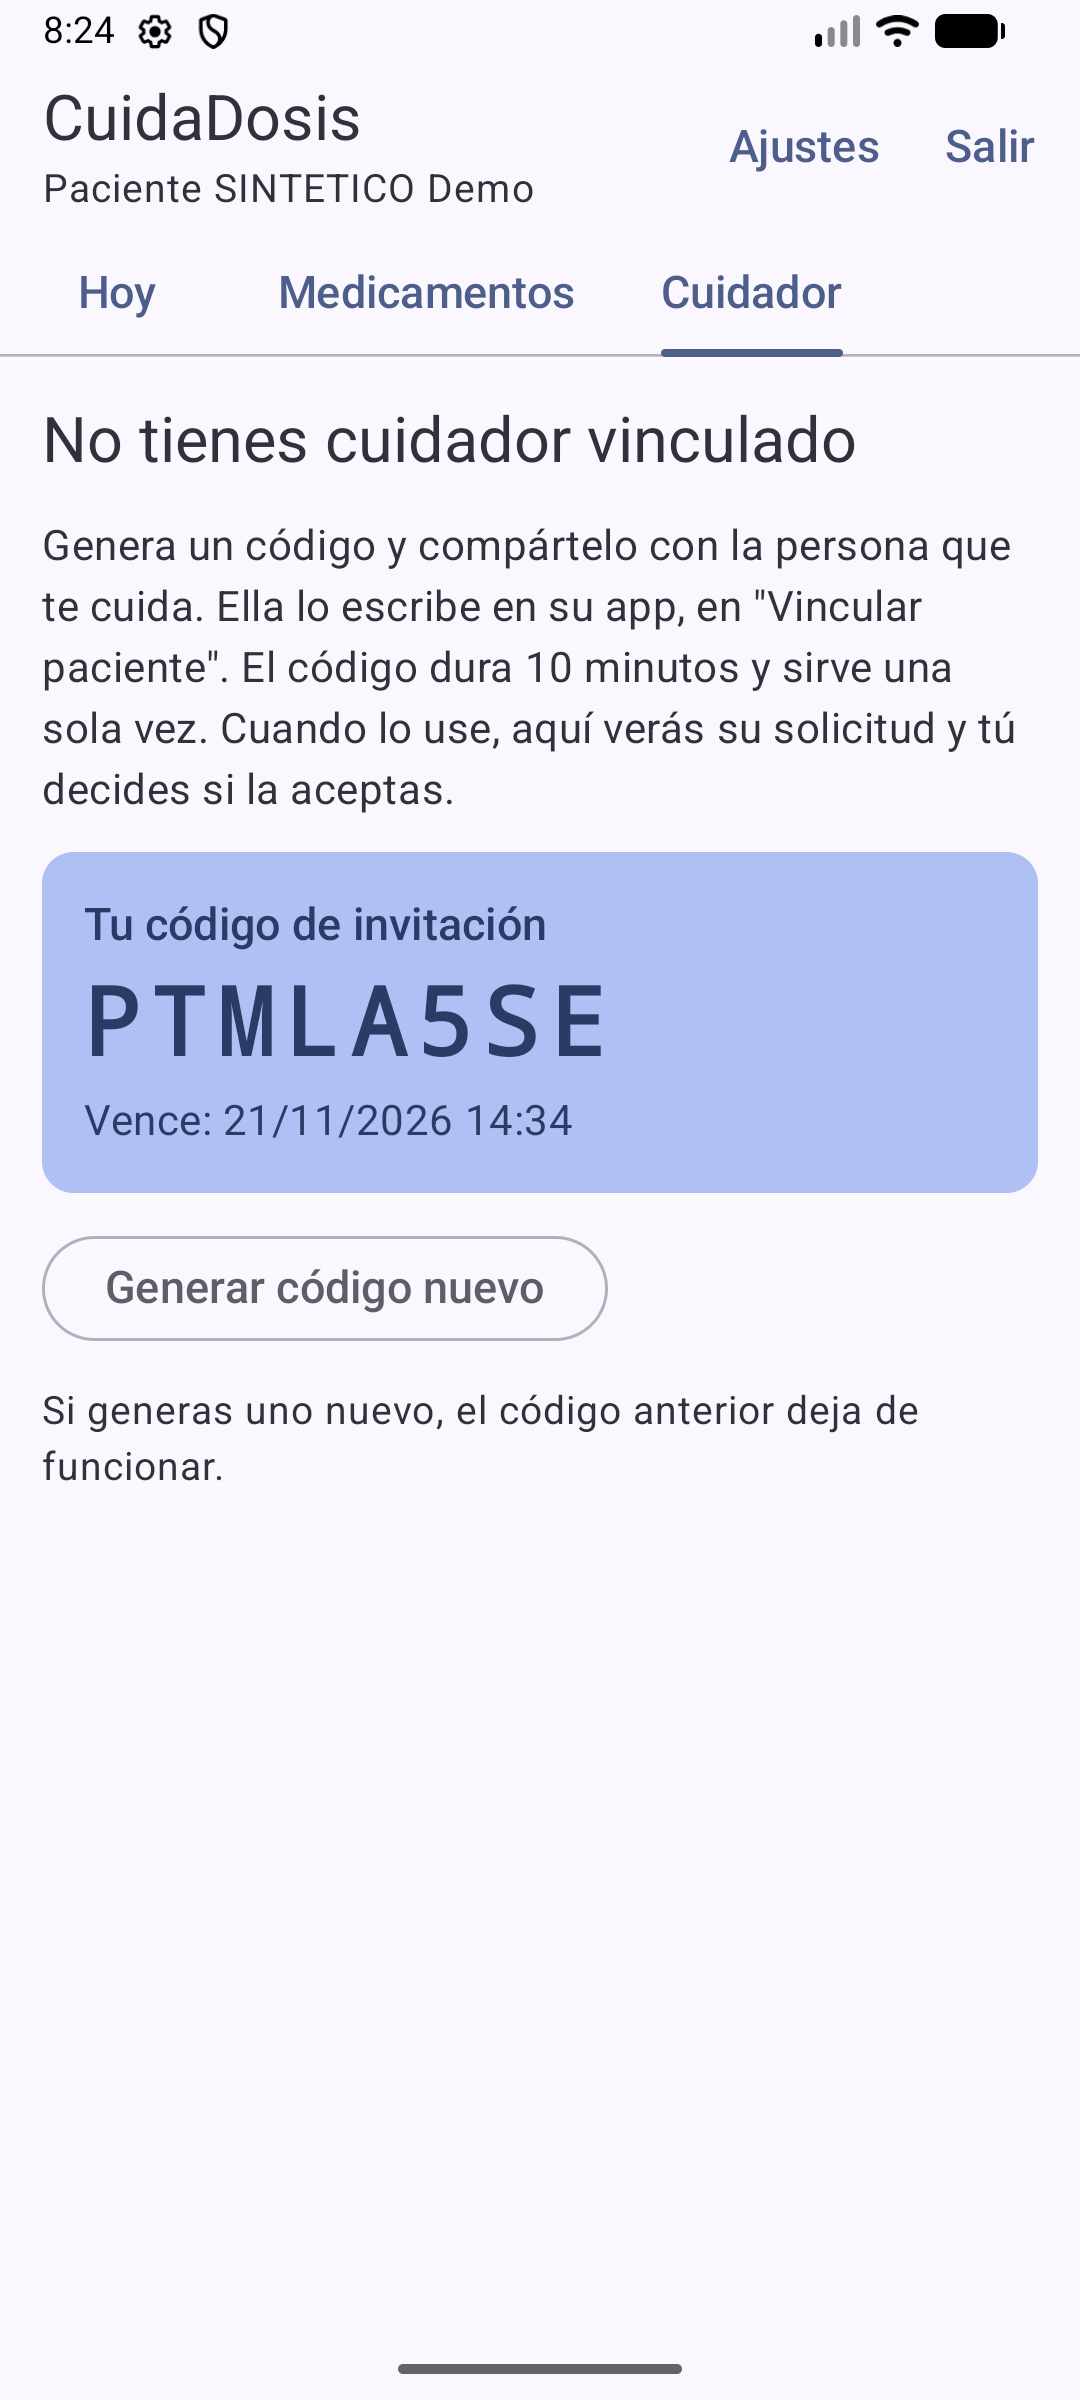 8:24
CuidaDosis
Paciente SINTETICO Demo
Ajustes
Salir
Hoy
Medicamentos
Cuidador
No tienes cuidador vinculado
Genera un código y compártelo con la persona que
te cuida. Ella lo escribe en su app, en "Vincular
paciente". El código dura 10 minutos y sirve una
sola vez. Cuando lo use, aquí verás su solicitud y tú
decides si la aceptas.
Tu código de invitación
PTMLA5SE
Vence: 21/11/2026 14:34
Generar código nuevo
Si generas uno nuevo, el código anterior deja de
funcionar.